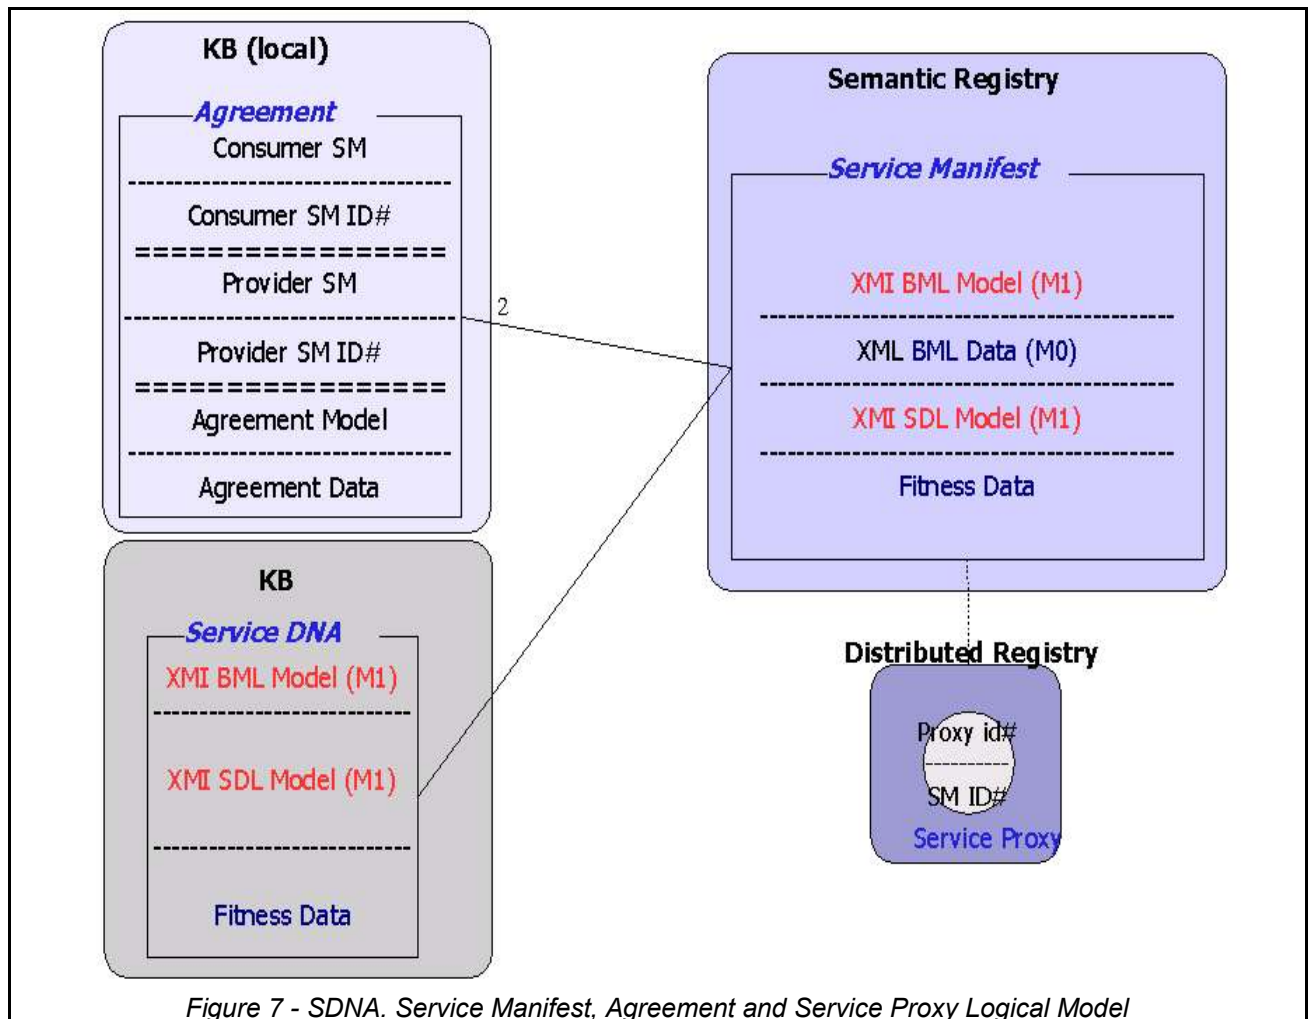 KB (local)
Agreement
Consumer SM
Consumer SM ID#
Provider SM
Provider SM ID#
Agreement Model
Agreement Data
2
KB
Service DNA
XMI BML Model (M1)
XMI SDL Model (M1)
Fitness Data
Semantic Registry
Service Manifest
XMI BML Model (M1)
XML BML Data (M0)
XMI SDL Model (M1)
Fitness Data
Distributed Registry
Proxy id#
SM ID#
Service Proxy
Figure 7 - SDNA, Service Manifest, Agreement and Service Proxy Logical Model